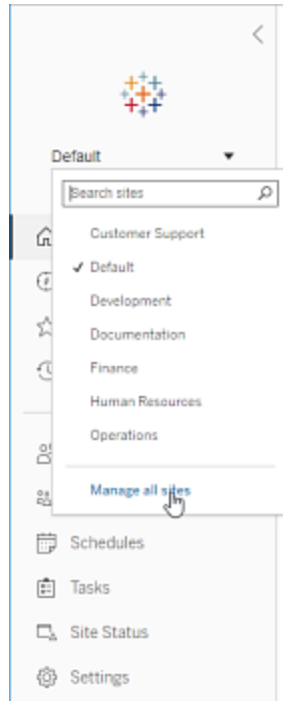 Default
Search sites
Customer Support
Default
Development
Documentation
Finance
Human Resources
Operations
Manage all sites
Schedules
Tasks
Site Status
Settings